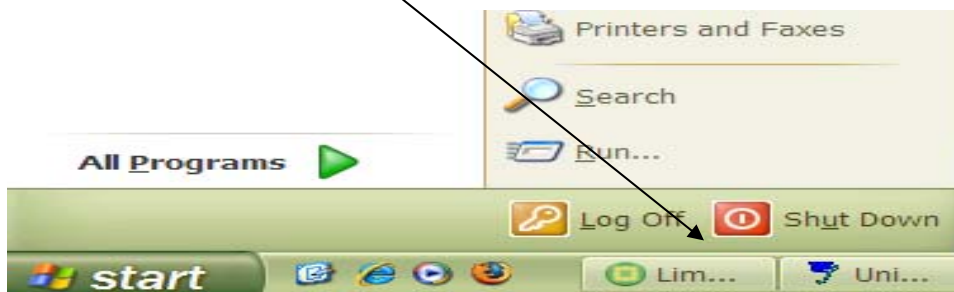 Printers and Faxes
Search
Run...
All Programs
Log Off
Shut Down
start
Lim...
Uni...